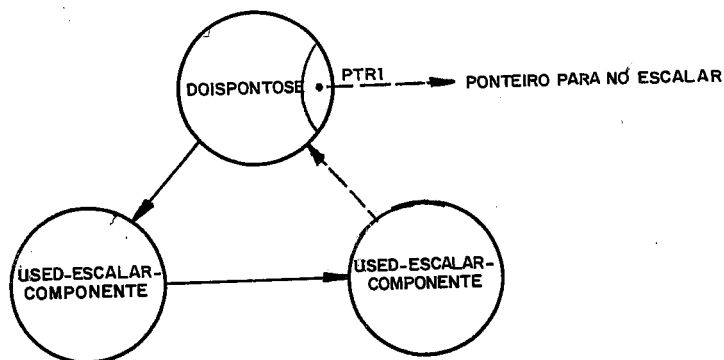 DOISPONTOSE
PTR1
PONTEIRO PARA NÓ ESCALAR
USED-ESCALAR-
COMPONENTE
USED-ESCALAR-
COMPONENTE